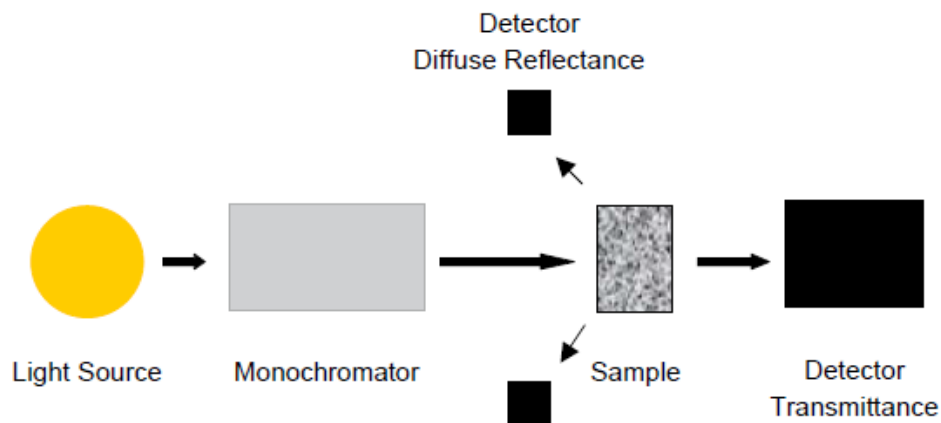 Detector
Diffuse Reflectance
Light Source
Monochromator
Sample
Detector
Transmittance